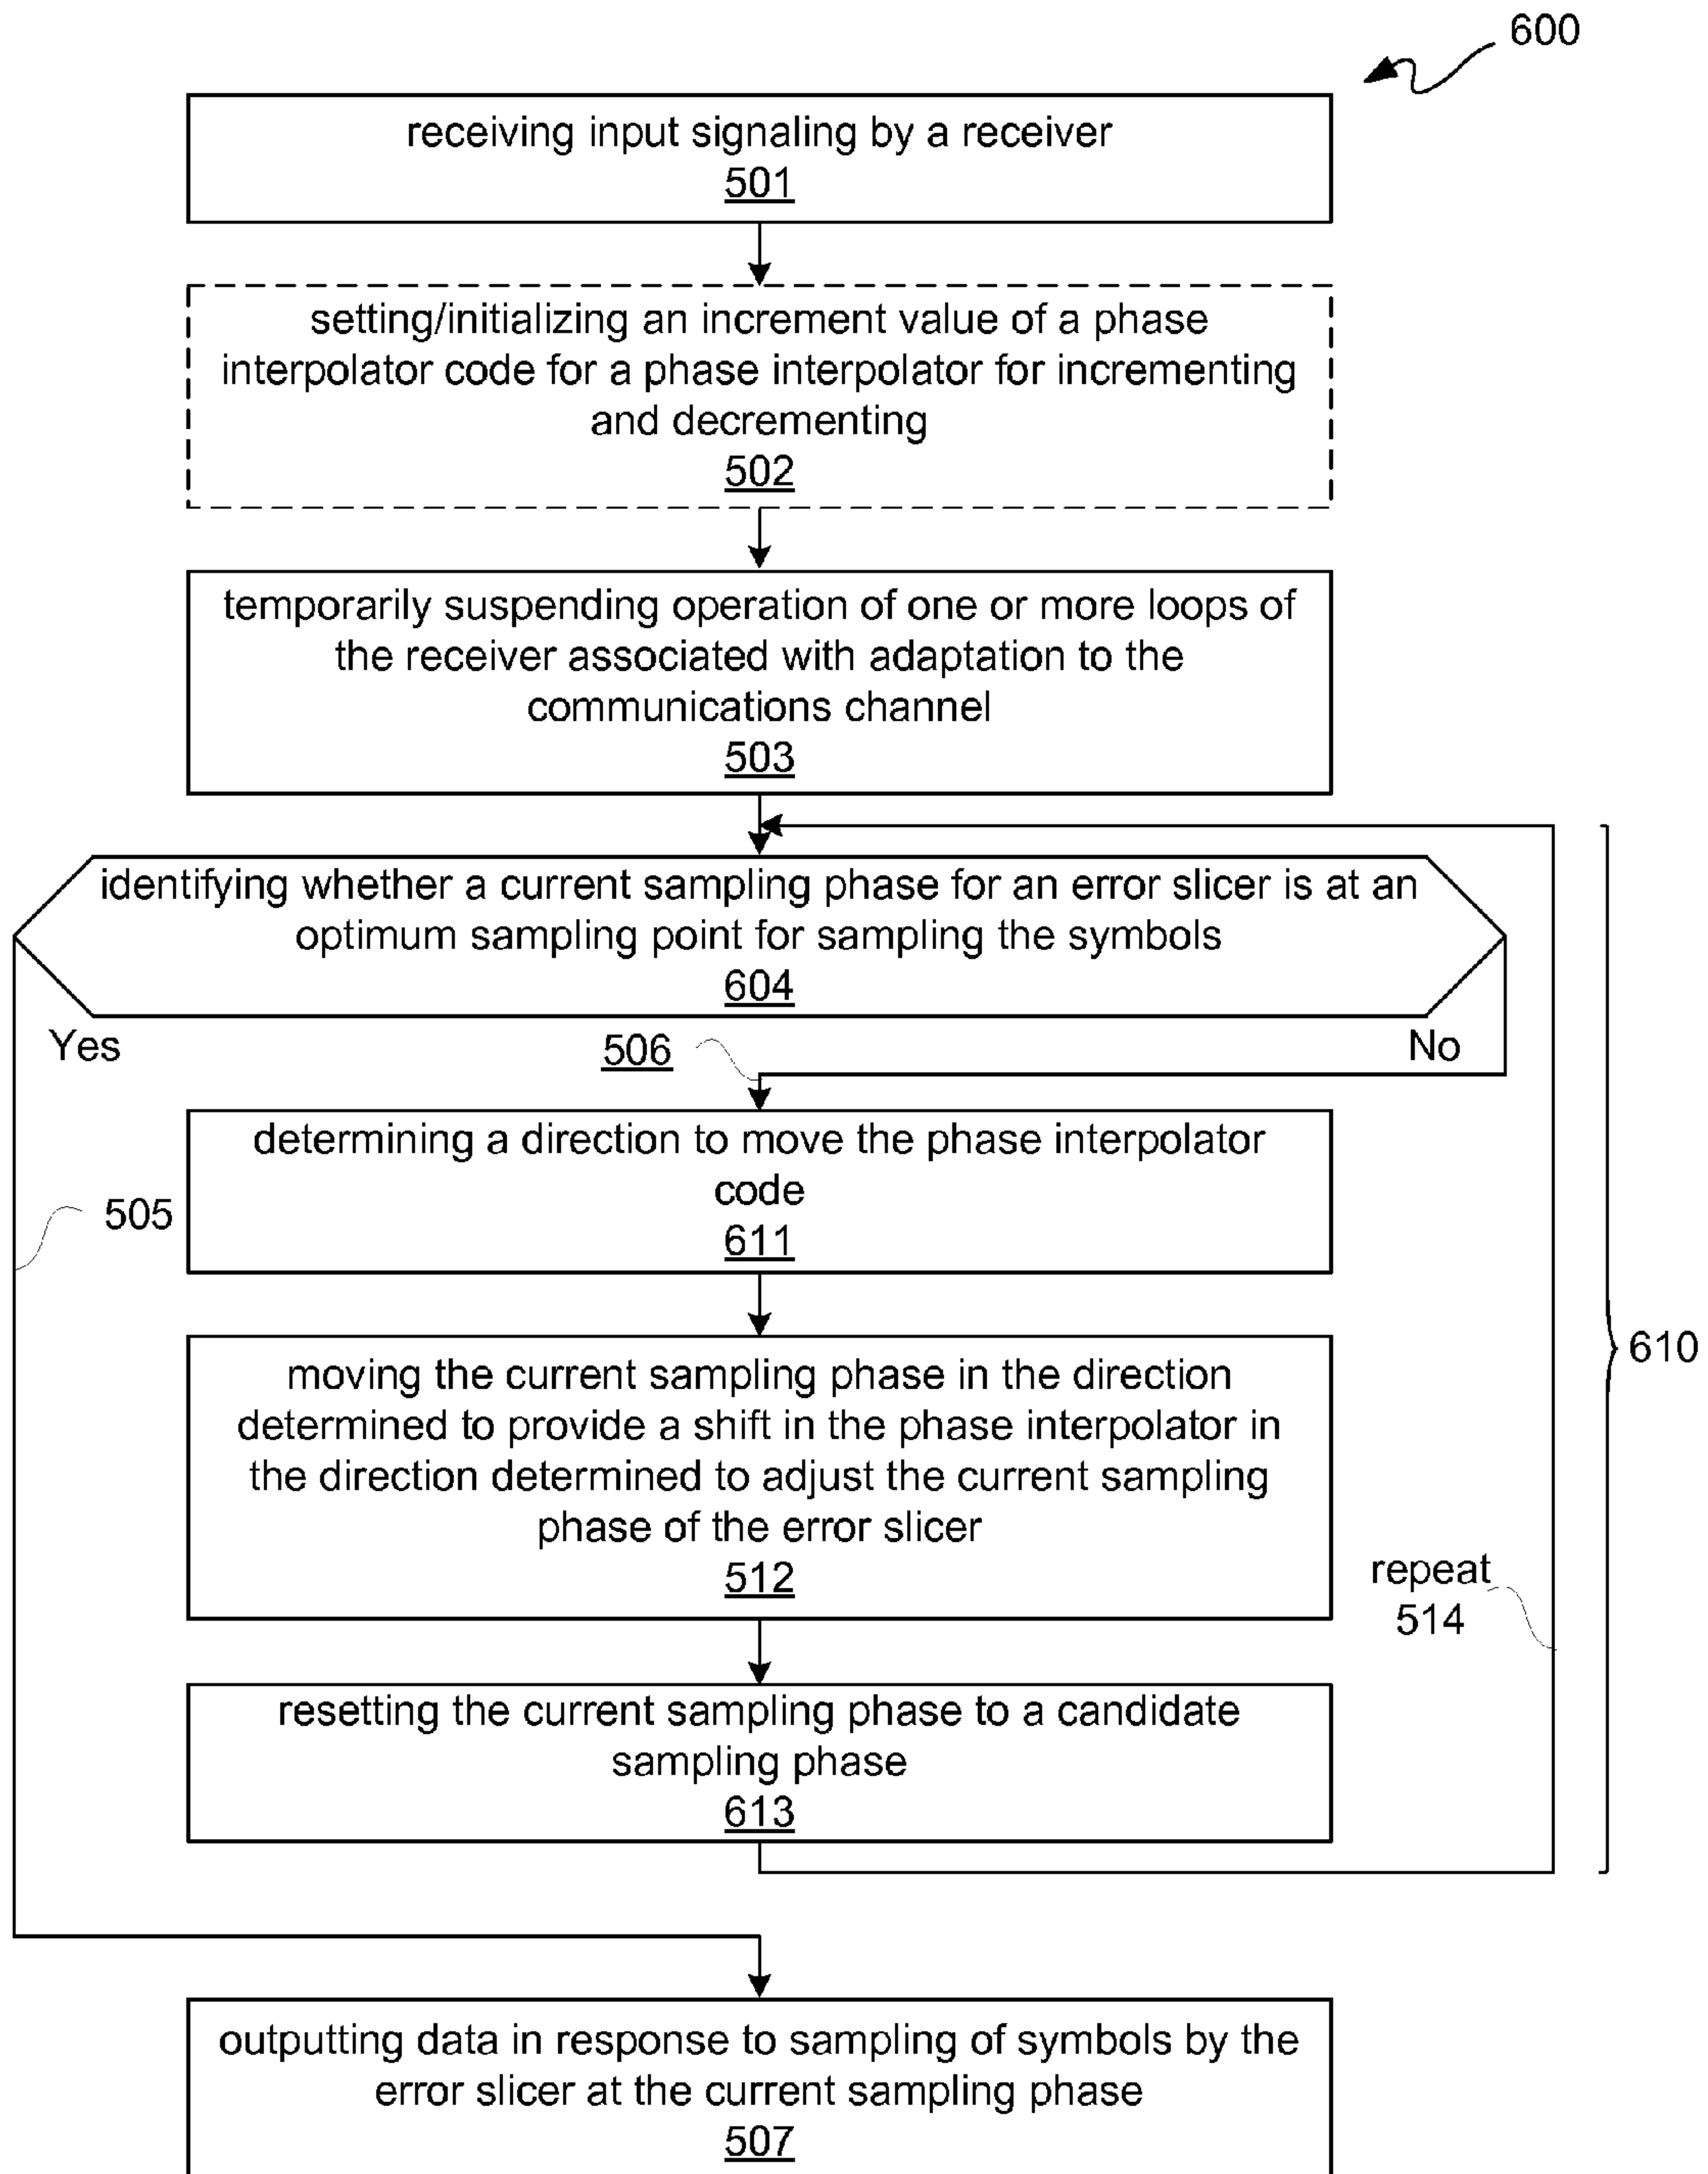 600
receiving input signaling by a receiver
501
setting/initializing an increment value of a phase
interpolator code for a phase interpolator for incrementing
and decrementing
502
temporarily suspending operation of one or more loops of
the receiver associated with adaptation to the
communications channel
503
identifying whether a current sampling phase for an error slicer is at an
optimum sampling point for sampling the symbols
604
Yes
506
No
determining a direction to move the phase interpolator
code
611
505
moving the current sampling phase in the direction
determined to provide a shift in the phase interpolator in
the direction determined to adjust the current sampling
phase of the error slicer
512
610
repeat
514
resetting the current sampling phase to a candidate
sampling phase
613
outputting data in response to sampling of symbols by the
error slicer at the current sampling phase
507